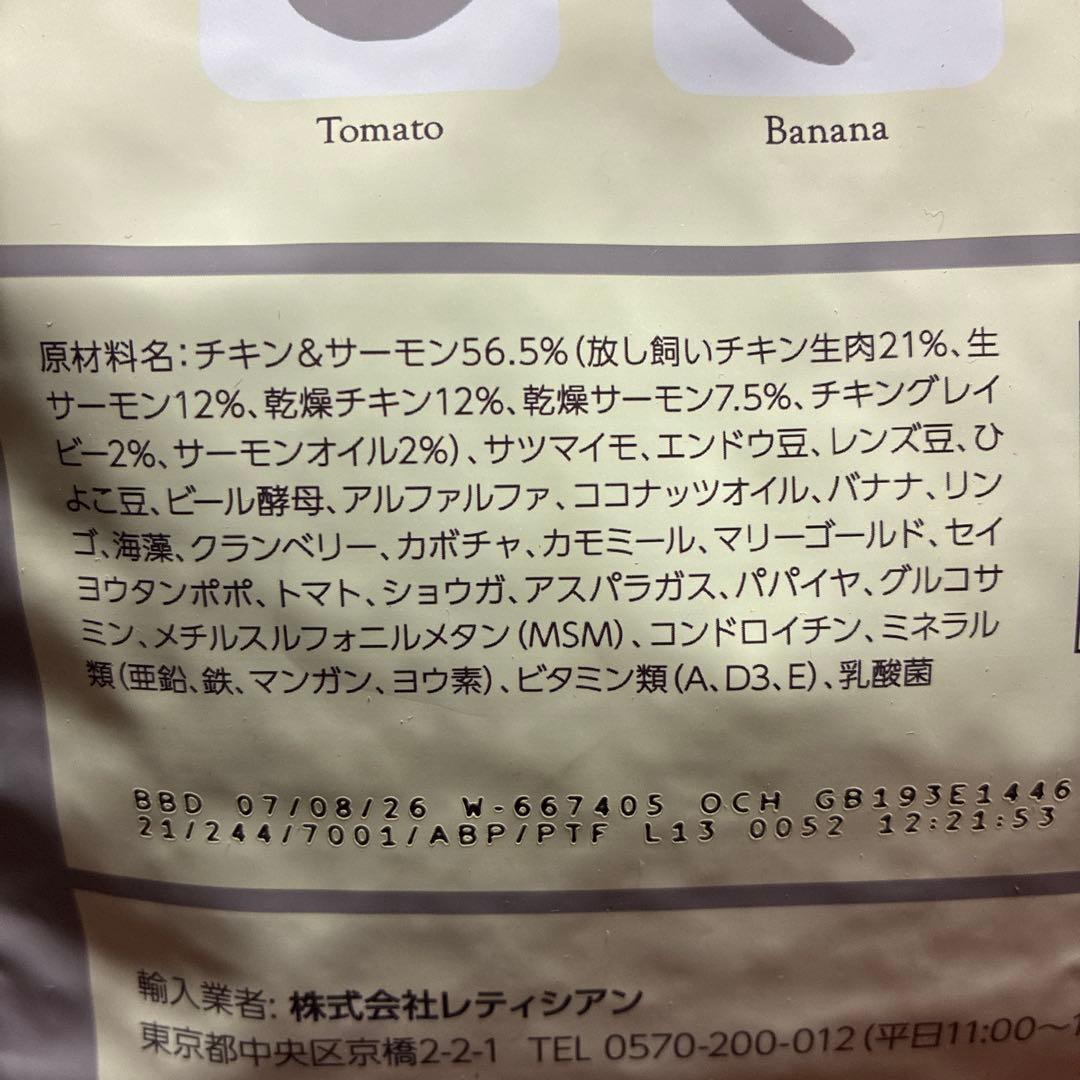 Tomato
Banana
原材料名：チキン＆サーモン56.5%（放し飼いチキン生肉21%、生
サーモン12%、乾燥チキン12%、乾燥サーモン7.5%、チキングレイ
ビー2%、サーモンオイル2%）、サツマイモ、エンドウ豆、レンズ豆、ひ
よこ豆、ビール酵母、アルファルファ、ココナッツオイル、バナナ、リン
ゴ、海藻、クランベリー、カボチャ、カモミール、マリーゴールド、セイ
ヨウタンポポ、トマト、ショウガ、アスパラガス、パパイヤ、グルコサ
ミン、メチルスルフォニルメタン（MSM）、コンドロイチン、ミネラル
類（亜鉛、鉄、マンガン、ヨウ素）、ビタミン類（A、D3、E）、乳酸菌
BBD 07/08/26 W-667405 OCH GB193E1446
21/244/7001/ABP/PTF L13 0052 12:21:53
輸入業者: 株式会社レティシアン
東京都中央区京橋2-2-1 TEL 0570-200-012（平日11:00～1